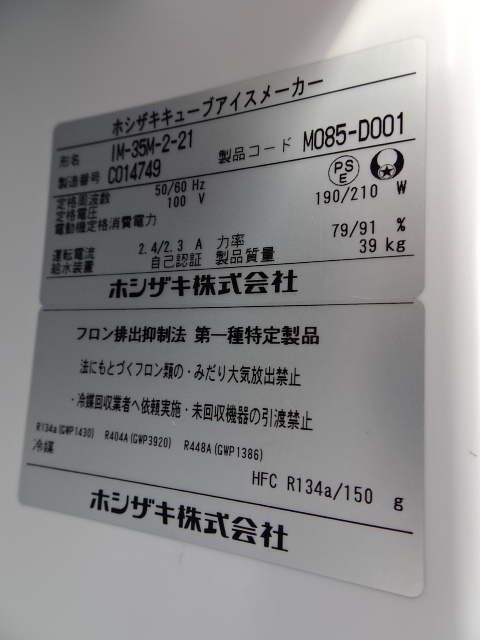 ホシザキキューブアイスメーカー
形名 IM-35M-2-21 製品コード M085-D001
製造番号 C014749
定格周波数 50/60 Hz PSE
定格電圧 100 V
電動機定格消費電力 190/210 W
運転電流 2.4/2.3 A 力率 79/91 %
給水装置 自己認証 製品質量 39 kg
ホシザキ株式会社
フロン排出抑制法 第一種特定製品
法にもとづくフロン類の・みだり大気放出禁止
・冷媒回収業者へ依頼実施・未回収機器の引渡禁止
R134a(GWP1430) R404A(GWP3920) R448A(GWP1386)
冷媒 HFC R134a/150 g
ホシザキ株式会社